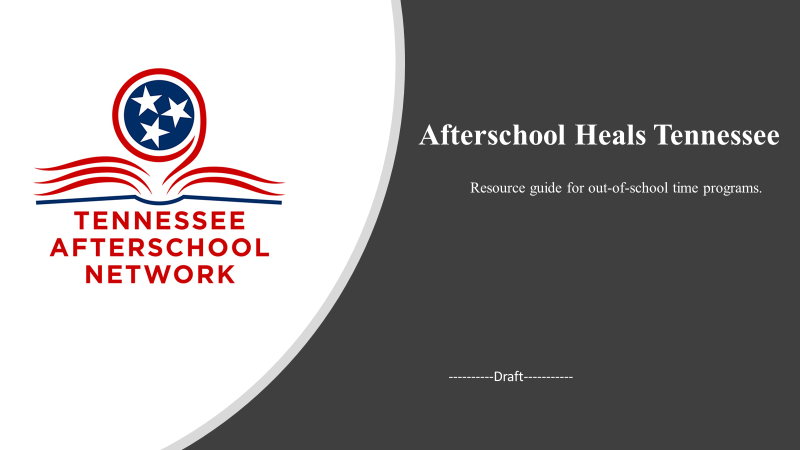 TENNESSEE
AFTERSCHOOL
NETWORK
Afterschool Heals Tennessee
Resource guide for out-of-school time programs.
----------Draft-----------